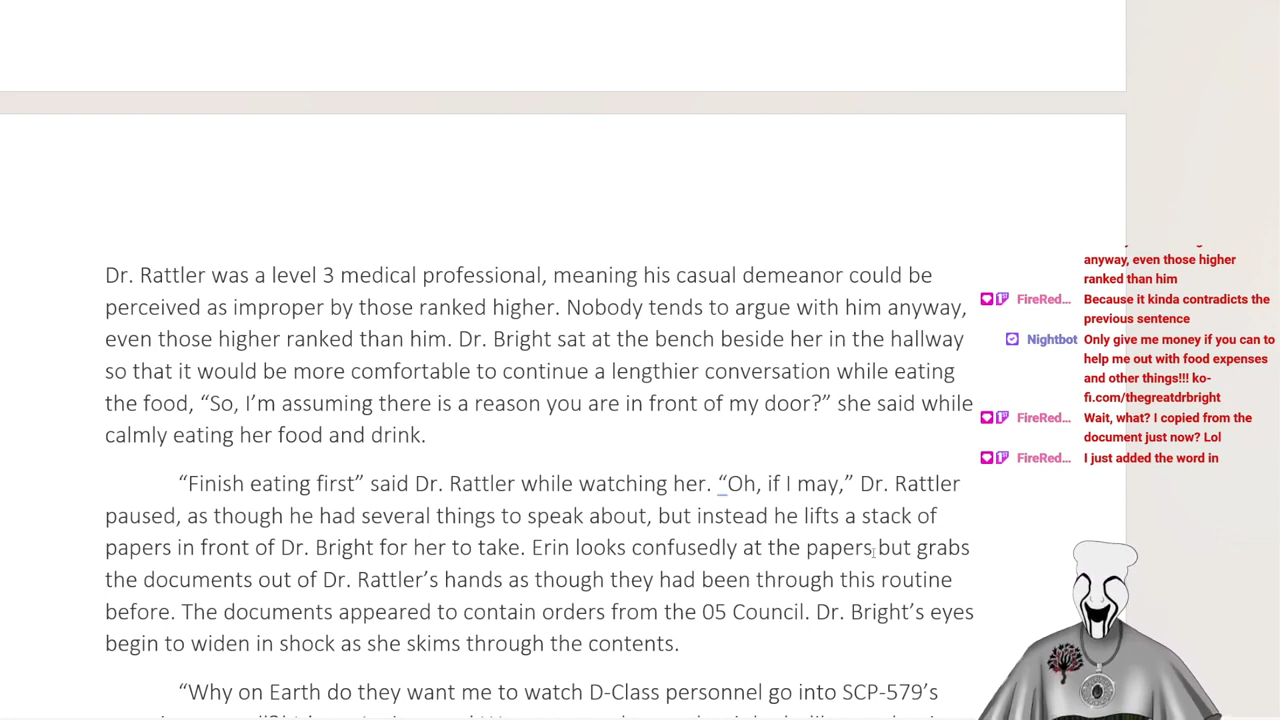 Dr. Rattler was a level 3 medical professional, meaning his casual demeanor could be
perceived as improper by those ranked higher. Nobody tends to argue with him anyway,
even those higher ranked than him. Dr. Bright sat at the bench beside her in the hallway
so that it would be more comfortable to continue a lengthier conversation while eating
the food, “So, I’m assuming there is a reason you are in front of my door?” she said while
calmly eating her food and drink.
“Finish eating first” said Dr. Rattler while watching her. “Oh, if I may,” Dr. Rattler
paused, as though he had several things to speak about, but instead he lifts a stack of
papers in front of Dr. Bright for her to take. Erin looks confusedly at the papers but grabs
the documents out of Dr. Rattler’s hands as though they had been through this routine
before. The documents appeared to contain orders from the 05 Council. Dr. Bright’s eyes
begin to widen in shock as she skims through the contents.
“Why on Earth do they want me to watch D-Class personnel go into SCP-579’s
anyway, even those higher
ranked than him
FireRed... Because it kinda contradicts the
previous sentence
Nightbot Only give me money if you can to
help me out with food expenses
and other things!!! ko-
fi.com/thegreatdrbright
FireRed... Wait, what? I copied from the
document just now? Lol
FireRed... I just added the word in